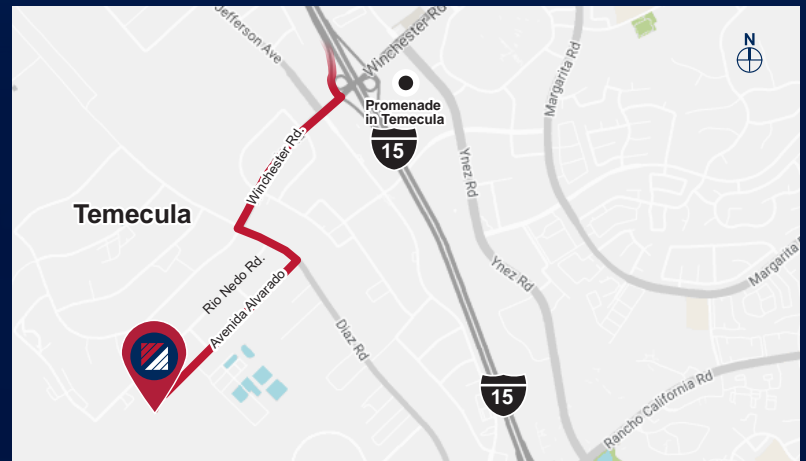 Jefferson Ave
Winchester Rd
N
Margarita Rd
Promenade
in Temecula
15
Winchester Rd.
Ynez Rd
Temecula
Margarita
Rio Nedo Rd.
Ynez Rd
Avenida Alvarado
Diaz Rd
15
Rancho California Rd